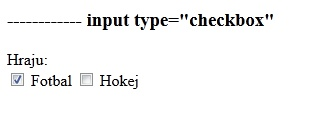 ------------ input type="checkbox"
Hraju:
Fotbal Hokej